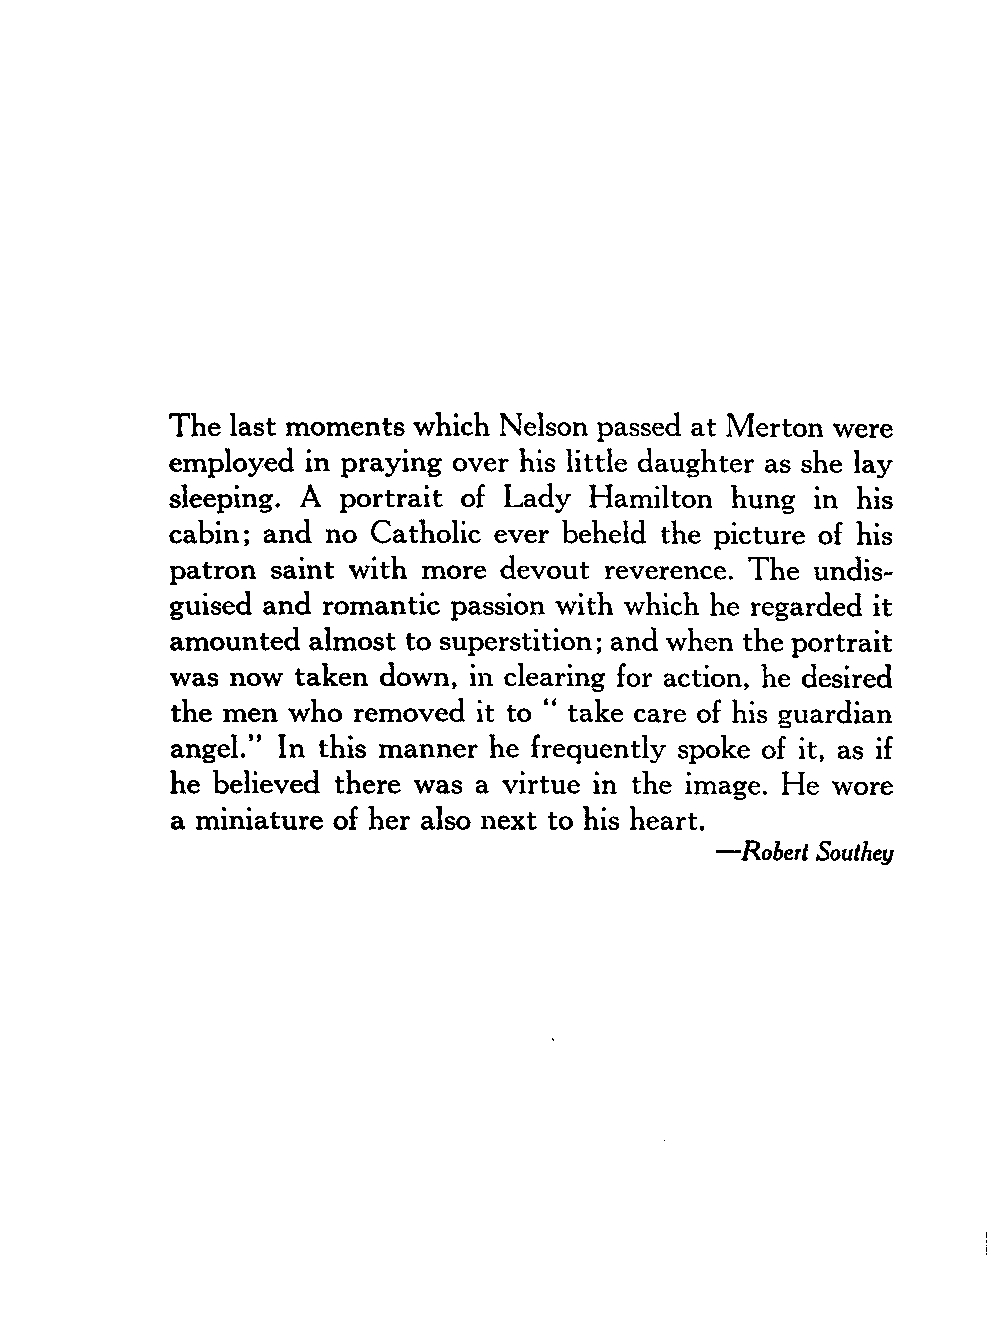 The last moments which Nelson passed at Merton were
employed in praying over his little daughter as she lay
sleeping. A portrait of Lady Hamilton hung in his
cabin; and no Catholic ever beheld the picture of his
patron saint with more devout reverence. The undis-
guised and romantic passion with which he regarded it
amounted almost to superstition; and when the portrait
was now taken down, in clearing for action, he desired
the men who removed it to “ take care of his guardian
angel.” In this manner he frequently spoke of it, as if
he believed there was a virtue in the image. He wore
a miniature of her also next to his heart.
—Robert Southey